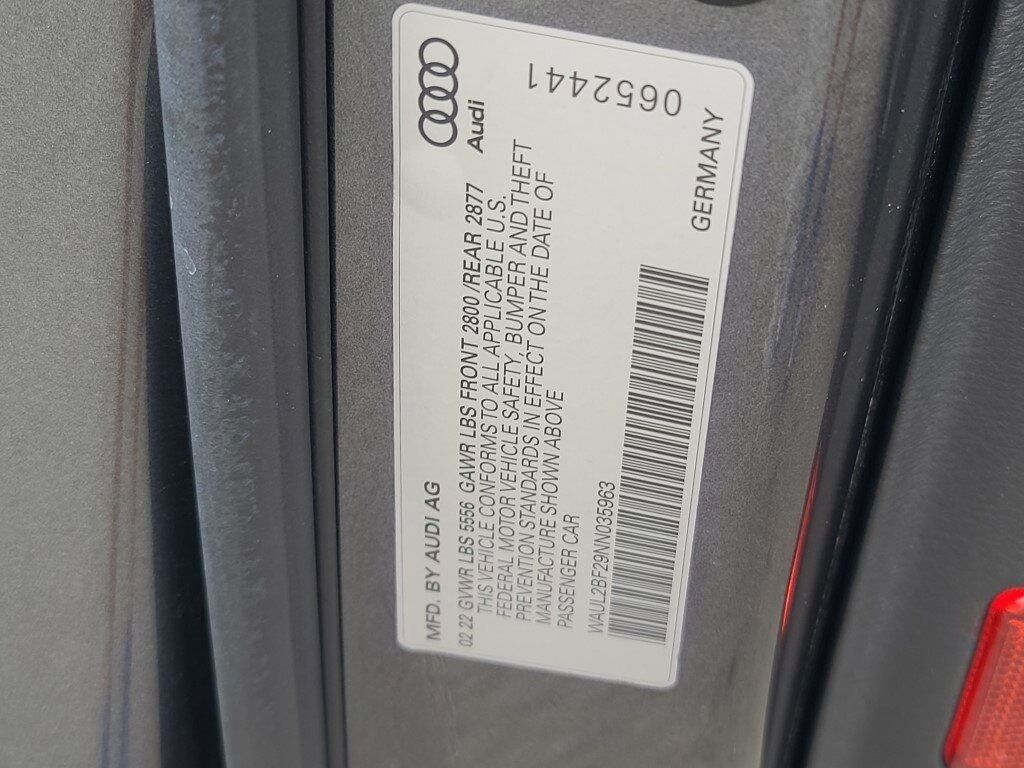 MFD. BY AUDI AG
Audi
02 22 GVWR LBS 5556 GAWR LBS FRONT 2800 /REAR 2877
THIS VEHICLE CONFORMS TO ALL APPLICABLE U.S.
FEDERAL MOTOR VEHICLE SAFETY, BUMPER AND THEFT
PREVENTION STANDARDS IN EFFECT ON THE DATE OF
MANUFACTURE SHOWN ABOVE
PASSENGER CAR
WAUL2BF29NN035963
GERMANY
0652441